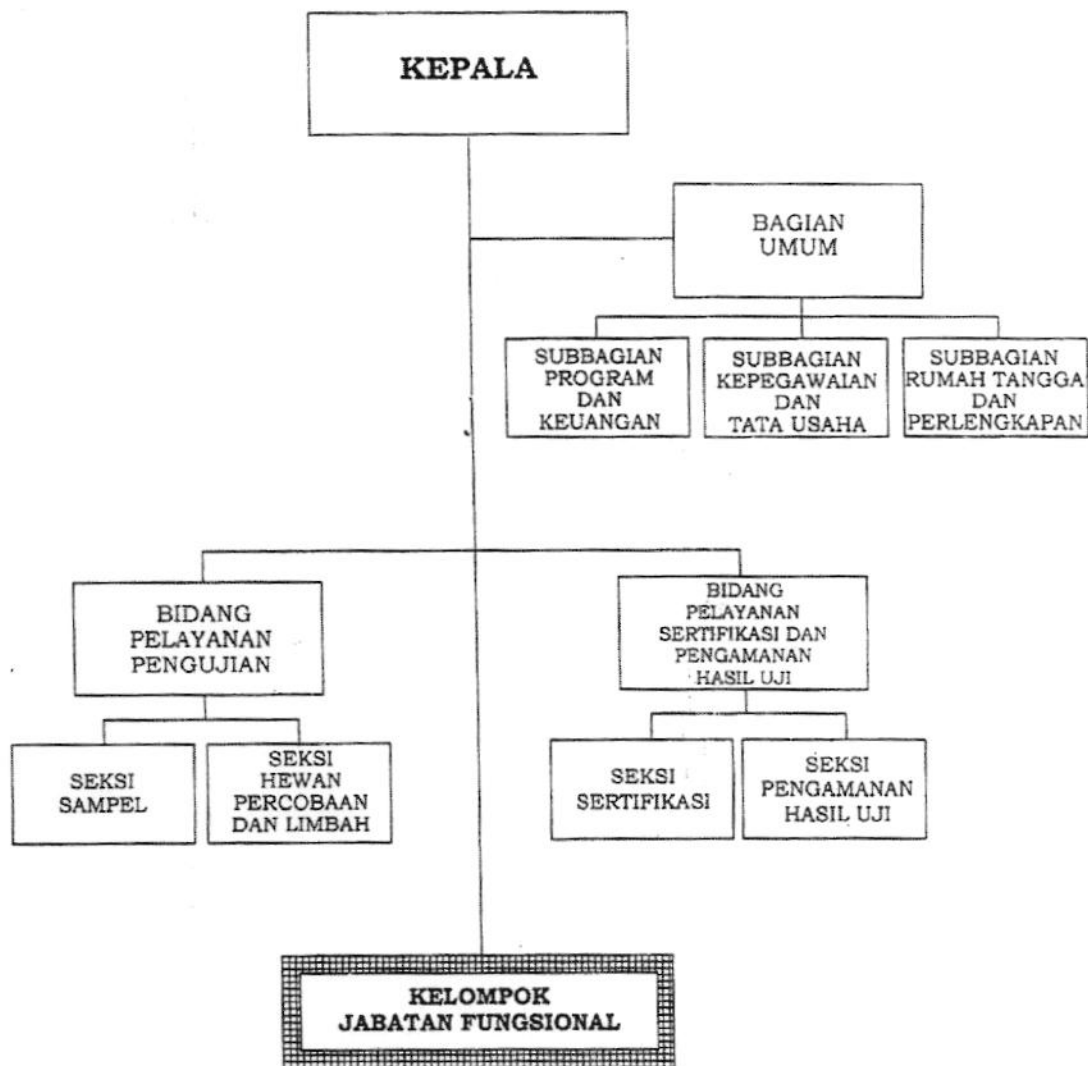 KEPALA
BAGIAN
UMUM
SUBBAGIAN
PROGRAM
DAN
KEUANGAN
SUBBAGIAN
KEPEGAWAIAN
DAN
TATA USAHA
SUBBAGIAN
RUMAH TANGGA
DAN
PERLENGKAPAN
BIDANG
PELAYANAN
PENGUJIAN
BIDANG
PELAYANAN
SERTIFIKASI DAN
PENGAMANAN
HASIL UJI
SEKSI
SAMPEL
SEKSI
HEWAN
PERCOBAAN
DAN LIMBAH
SEKSI
SERTIFIKASI
SEKSI
PENGAMANAN
HASIL UJI
KELOMPOK
JABATAN FUNGSIONAL